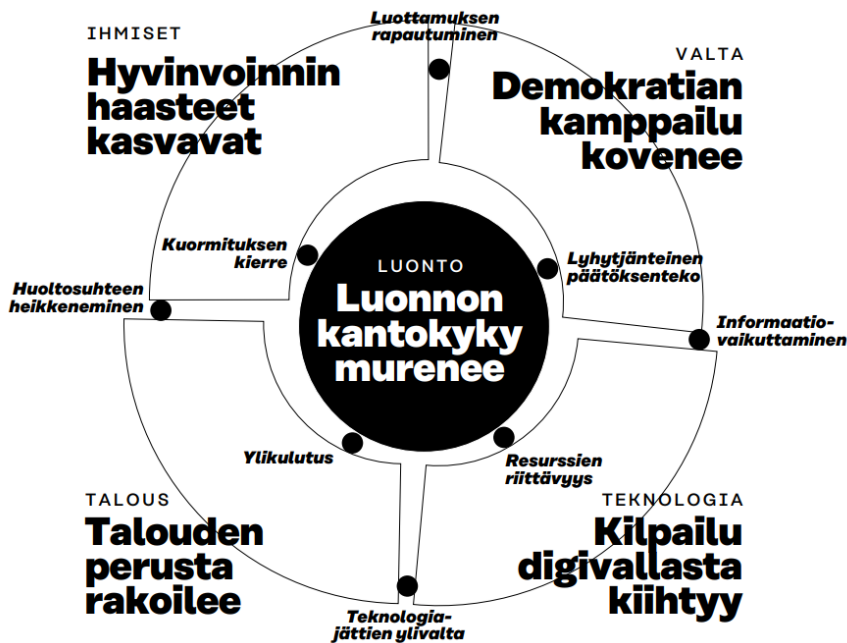 Luottamuksen
rapautuminen
IHMISET
Hyvinvoinnin
haasteet
kasvavat
VALTA
Demokratian
kamppailu
kovenee
Kuormituksen
kierre
Lyhytjänteinen
päätöksenteko
Huoltosuhteen
heikkeneminen
LUONTO
Luonnon
kantokyky
murenee
Informaatio-
vaikuttaminen
Ylikulutus
Resurssien
riittävyys
TALOUS
Talouden
perusta
rakoilee
TEKNOLOGIA
Kilpailu
digivallasta
kiihtyy
Teknologia-
jättien ylivalta